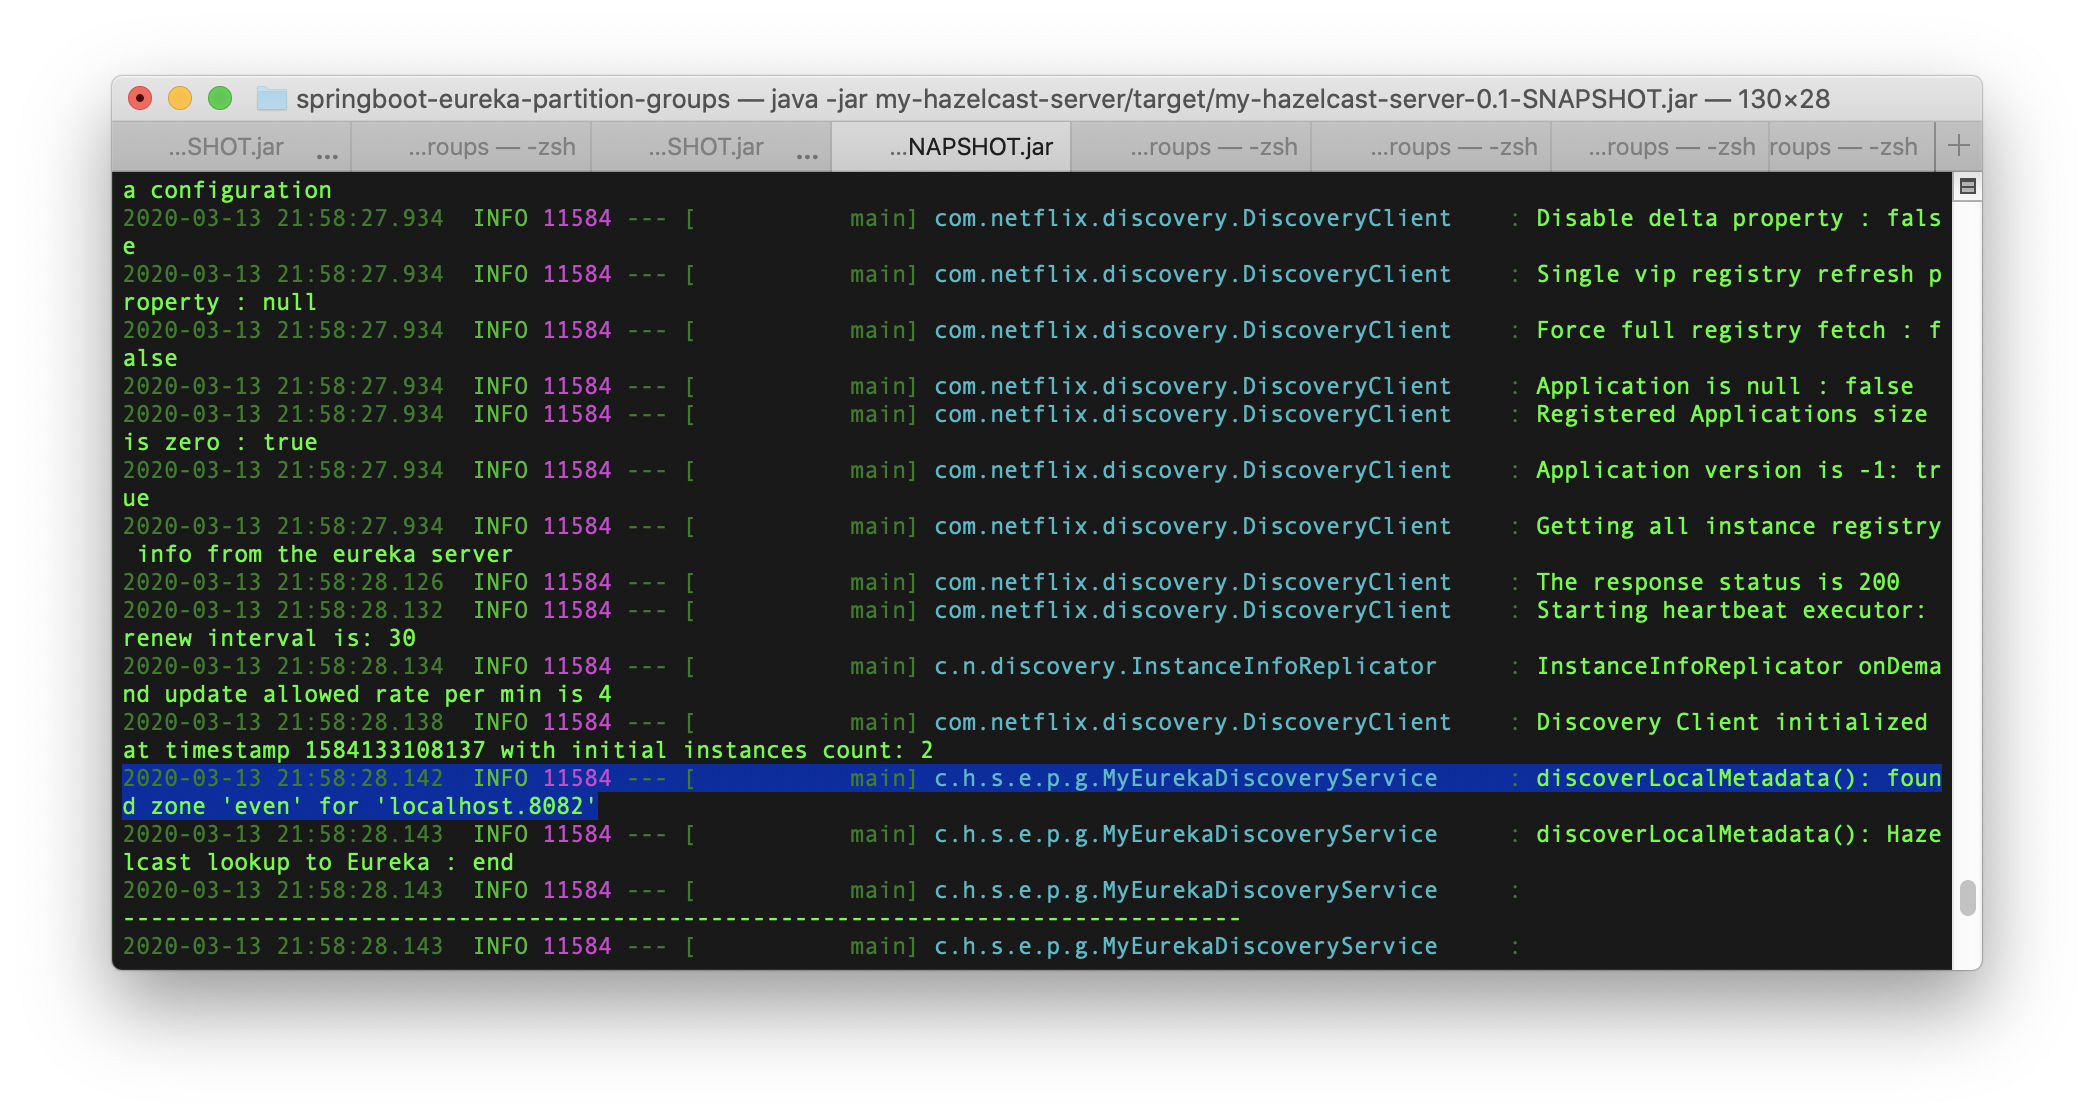 springboot-eureka-partition-groups — java -jar my-hazelcast-server/target/my-hazelcast-server-0.1-SNAPSHOT.jar — 130×28
...SHOT.jar ... ...roups — -zsh ...SHOT.jar ... ...NAPSHOT.jar ...roups — -zsh ...roups — -zsh ...roups — -zsh roups — -zsh +
a configuration
2020-03-13 21:58:27.934  INFO 11584 --- [           main] com.netflix.discovery.DiscoveryClient    : Disable delta property : fals
e
2020-03-13 21:58:27.934  INFO 11584 --- [           main] com.netflix.discovery.DiscoveryClient    : Single vip registry refresh p
roperty : null
2020-03-13 21:58:27.934  INFO 11584 --- [           main] com.netflix.discovery.DiscoveryClient    : Force full registry fetch : f
alse
2020-03-13 21:58:27.934  INFO 11584 --- [           main] com.netflix.discovery.DiscoveryClient    : Application is null : false
2020-03-13 21:58:27.934  INFO 11584 --- [           main] com.netflix.discovery.DiscoveryClient    : Registered Applications size
is zero : true
2020-03-13 21:58:27.934  INFO 11584 --- [           main] com.netflix.discovery.DiscoveryClient    : Application version is -1: tr
ue
2020-03-13 21:58:27.934  INFO 11584 --- [           main] com.netflix.discovery.DiscoveryClient    : Getting all instance registry
 info from the eureka server
2020-03-13 21:58:28.126  INFO 11584 --- [           main] com.netflix.discovery.DiscoveryClient    : The response status is 200
2020-03-13 21:58:28.132  INFO 11584 --- [           main] com.netflix.discovery.DiscoveryClient    : Starting heartbeat executor:
renew interval is: 30
2020-03-13 21:58:28.134  INFO 11584 --- [           main] c.n.discovery.InstanceInfoReplicator     : InstanceInfoReplicator onDema
nd update allowed rate per min is 4
2020-03-13 21:58:28.138  INFO 11584 --- [           main] com.netflix.discovery.DiscoveryClient    : Discovery Client initialized
at timestamp 1584133108137 with initial instances count: 2
2020-03-13 21:58:28.142  INFO 11584 --- [           main] c.h.s.e.p.g.MyEurekaDiscoveryService     : discoverLocalMetadata(): foun
d zone 'even' for 'localhost.8082'
2020-03-13 21:58:28.143  INFO 11584 --- [           main] c.h.s.e.p.g.MyEurekaDiscoveryService     : discoverLocalMetadata(): Haze
lcast lookup to Eureka : end
2020-03-13 21:58:28.143  INFO 11584 --- [           main] c.h.s.e.p.g.MyEurekaDiscoveryService     :
--------------------------------------------------------------------------------
2020-03-13 21:58:28.143  INFO 11584 --- [           main] c.h.s.e.p.g.MyEurekaDiscoveryService     :